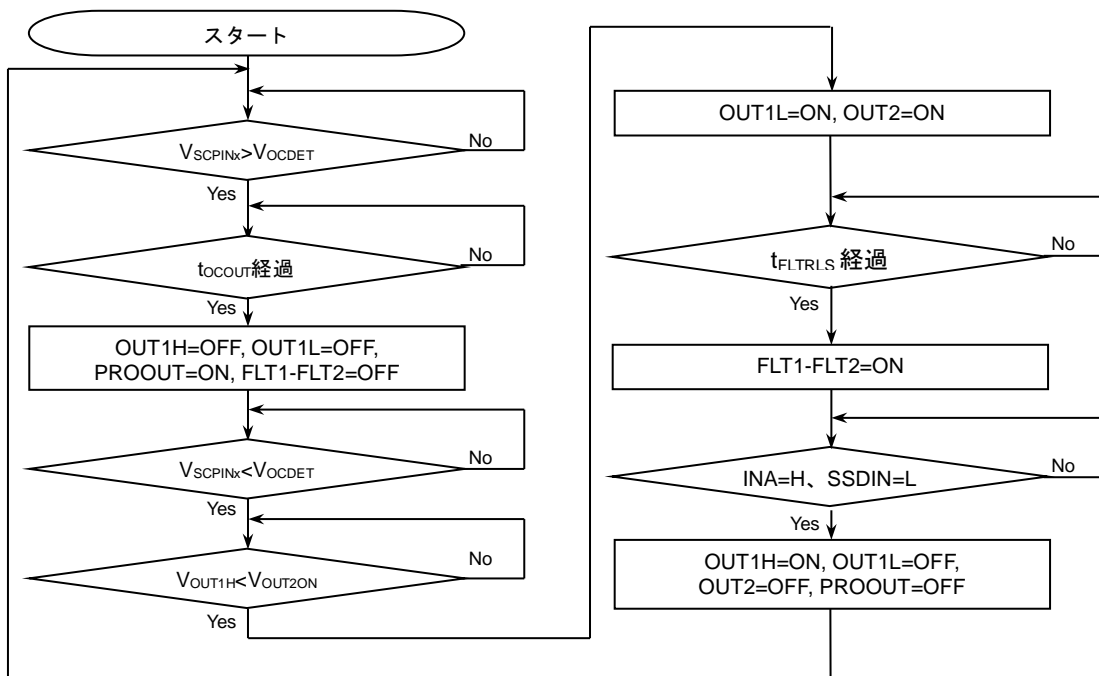 スタート
VSCPINx>VOCDET
No
Yes
tOCOUT経過
No
Yes
OUT1H=OFF, OUT1L=OFF,
PROOUT=ON, FLT1-FLT2=OFF
VSCPINx<VOCDET
No
Yes
VOUT1H<VOUT2ON
No
Yes
OUT1L=ON, OUT2=ON
tFLTRLS 経過
No
Yes
FLT1-FLT2=ON
INA=H、SSDIN=L
No
Yes
OUT1H=ON, OUT1L=OFF,
OUT2=OFF, PROOUT=OFF